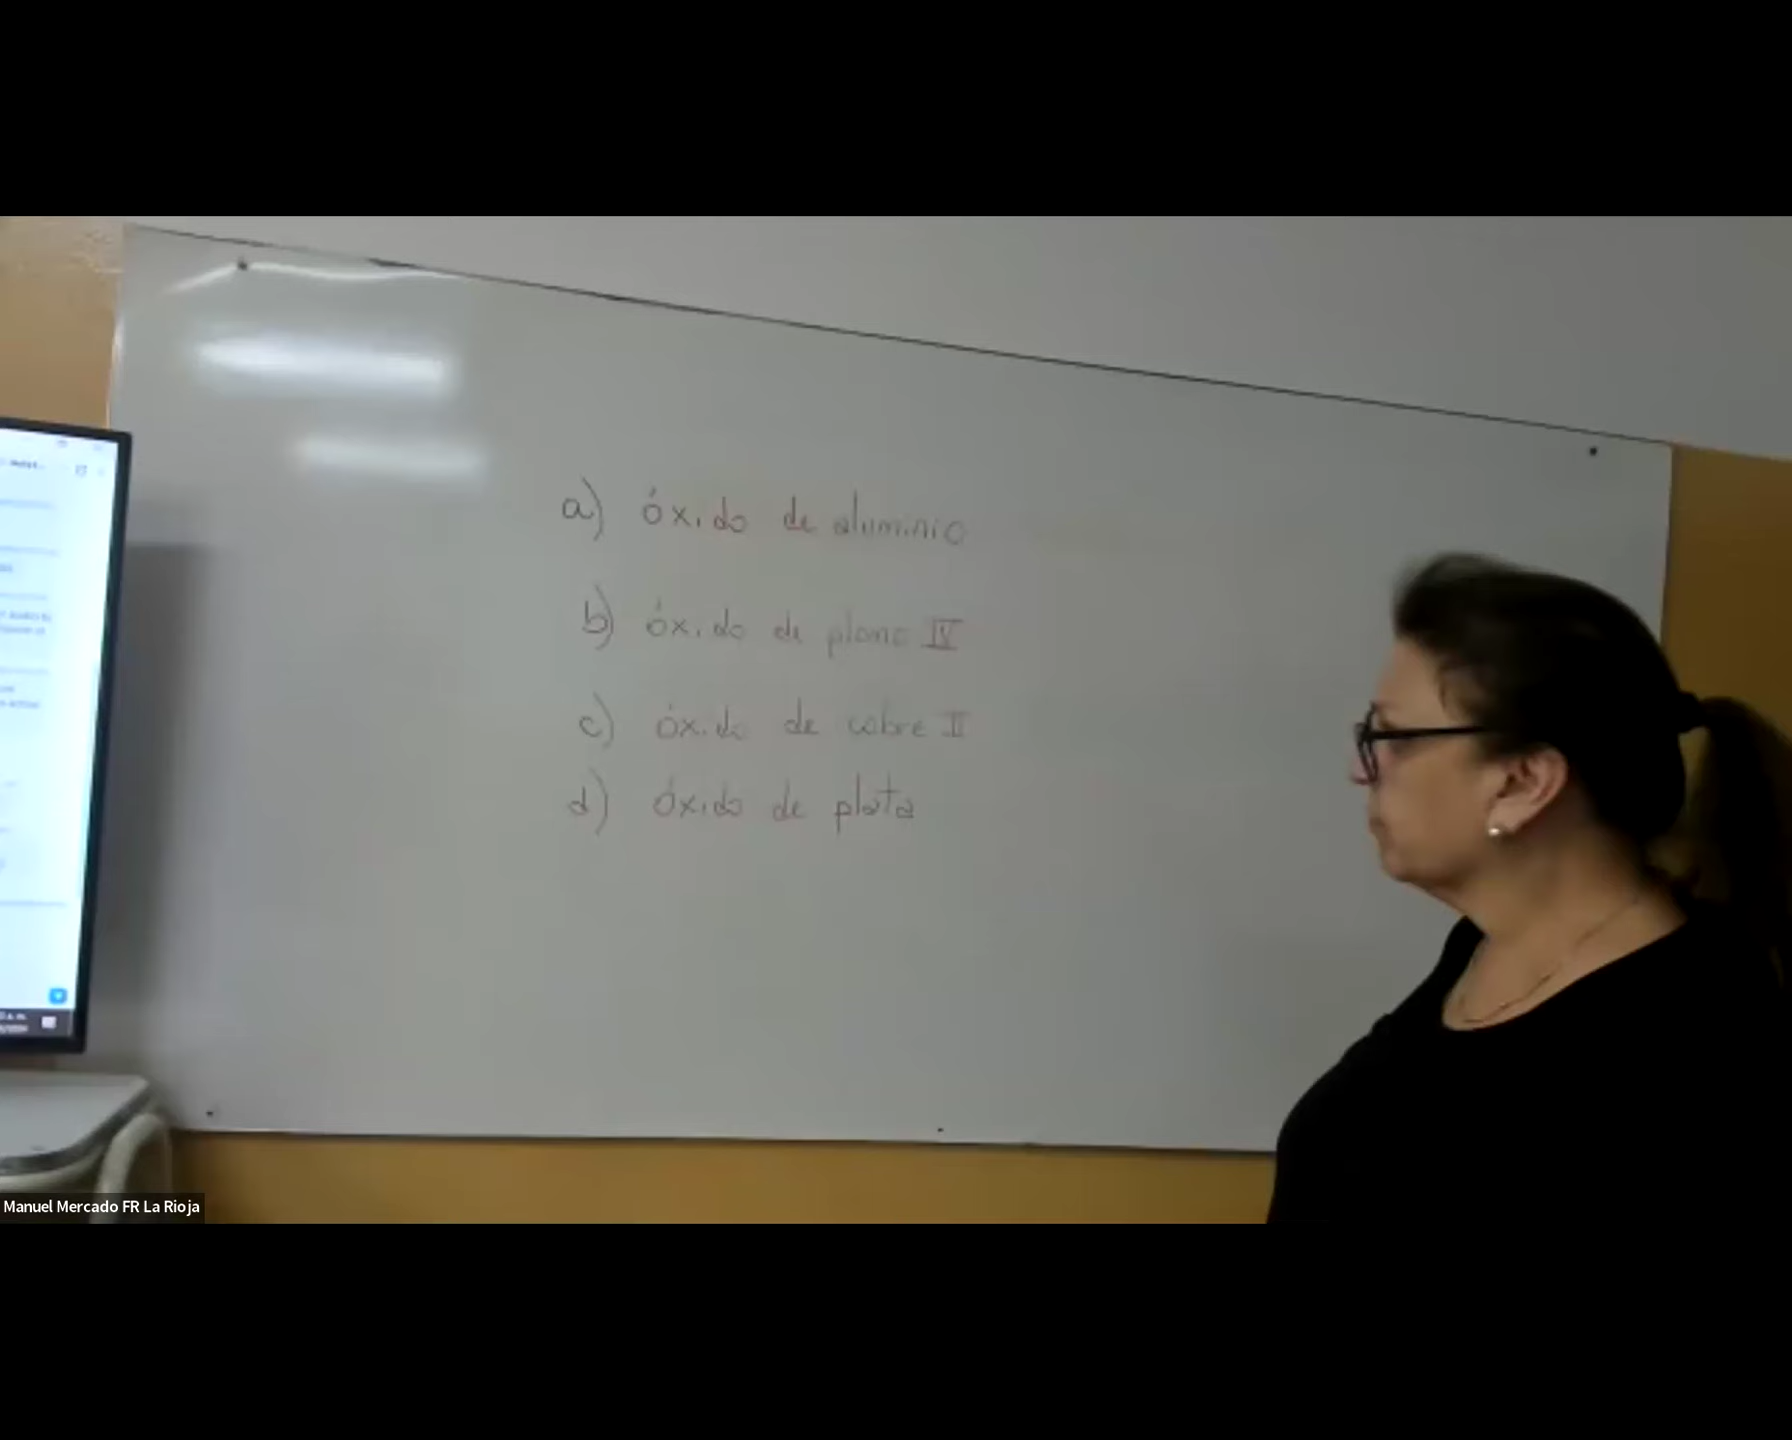 a) óxido de aluminio
b) óxido de plomo IV
c) óxido de cobre II
d) óxido de plata
Manuel Mercado FR La Rioja